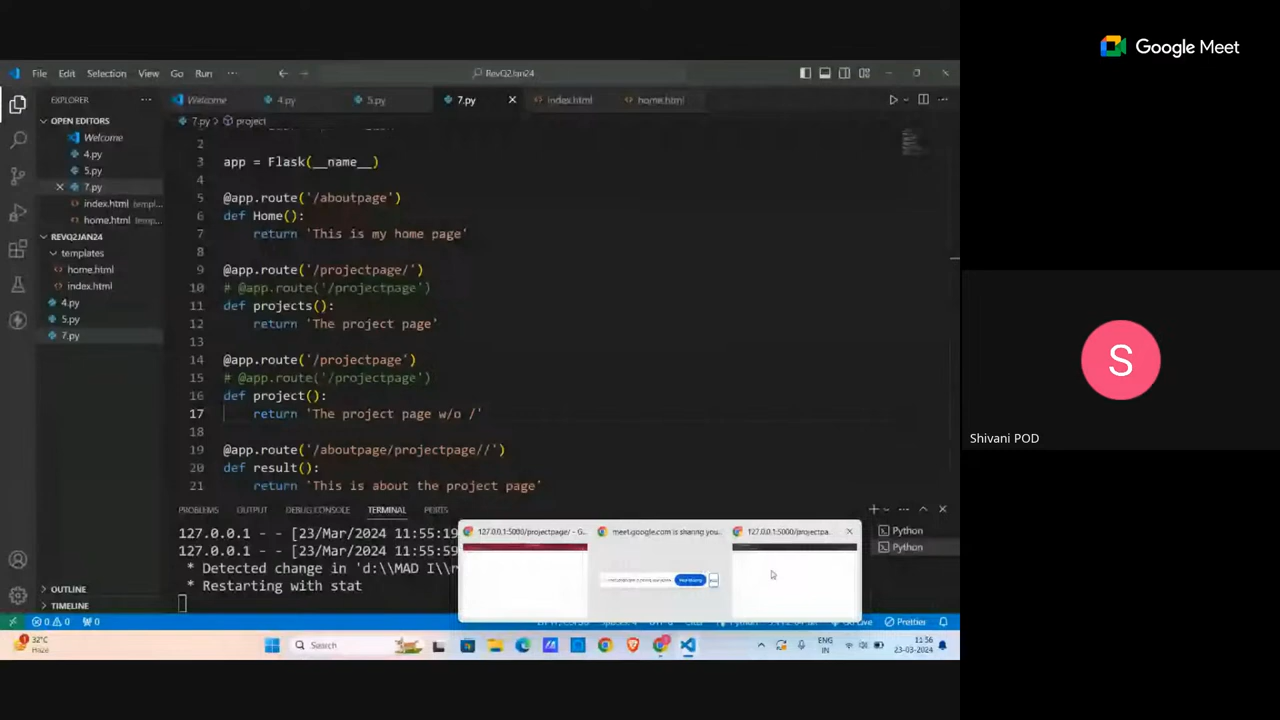 Google Meet
File Edit Selection View Go Run ... RevQ2Jan24
EXPLORER ...
Welcome 4.py 5.py 7.py index.html home.html
OPEN EDITORS
Welcome
4.py
5.py
7.py
index.html templ...
home.html temp...
REVQ2JAN24
templates
home.html
index.html
4.py
5.py
7.py
OUTLINE
TIMELINE
7.py > project
2
3 app = Flask(__name__)
4
5 @app.route('/aboutpage')
6 def Home():
7 return 'This is my home page'
8
9 @app.route('/projectpage/')
10 # @app.route('/projectpage')
11 def projects():
12 return 'The project page'
13
14 @app.route('/projectpage')
15 # @app.route('/projectpage')
16 def project():
17 return 'The project page w/o /'
18
19 @app.route('/aboutpage/projectpage//')
20 def result():
21 return 'This is about the project page'
PROBLEMS OUTPUT DEBUG CONSOLE TERMINAL PORTS
127.0.0.1 - - [23/Mar/2024 11:55:19
127.0.0.1 - - [23/Mar/2024 11:55:59
* Detected change in 'd:\\MAD I\\r
* Restarting with stat
Python
Python
127.0.0.1:5000/projectpage/ - G...
meet.google.com is sharing you...
127.0.0.1:5000/projectpa...
0 0 0
Go Live Prettier
32°C
Haze
Search
ENG
IN
11:56
23-03-2024
S
Shivani POD